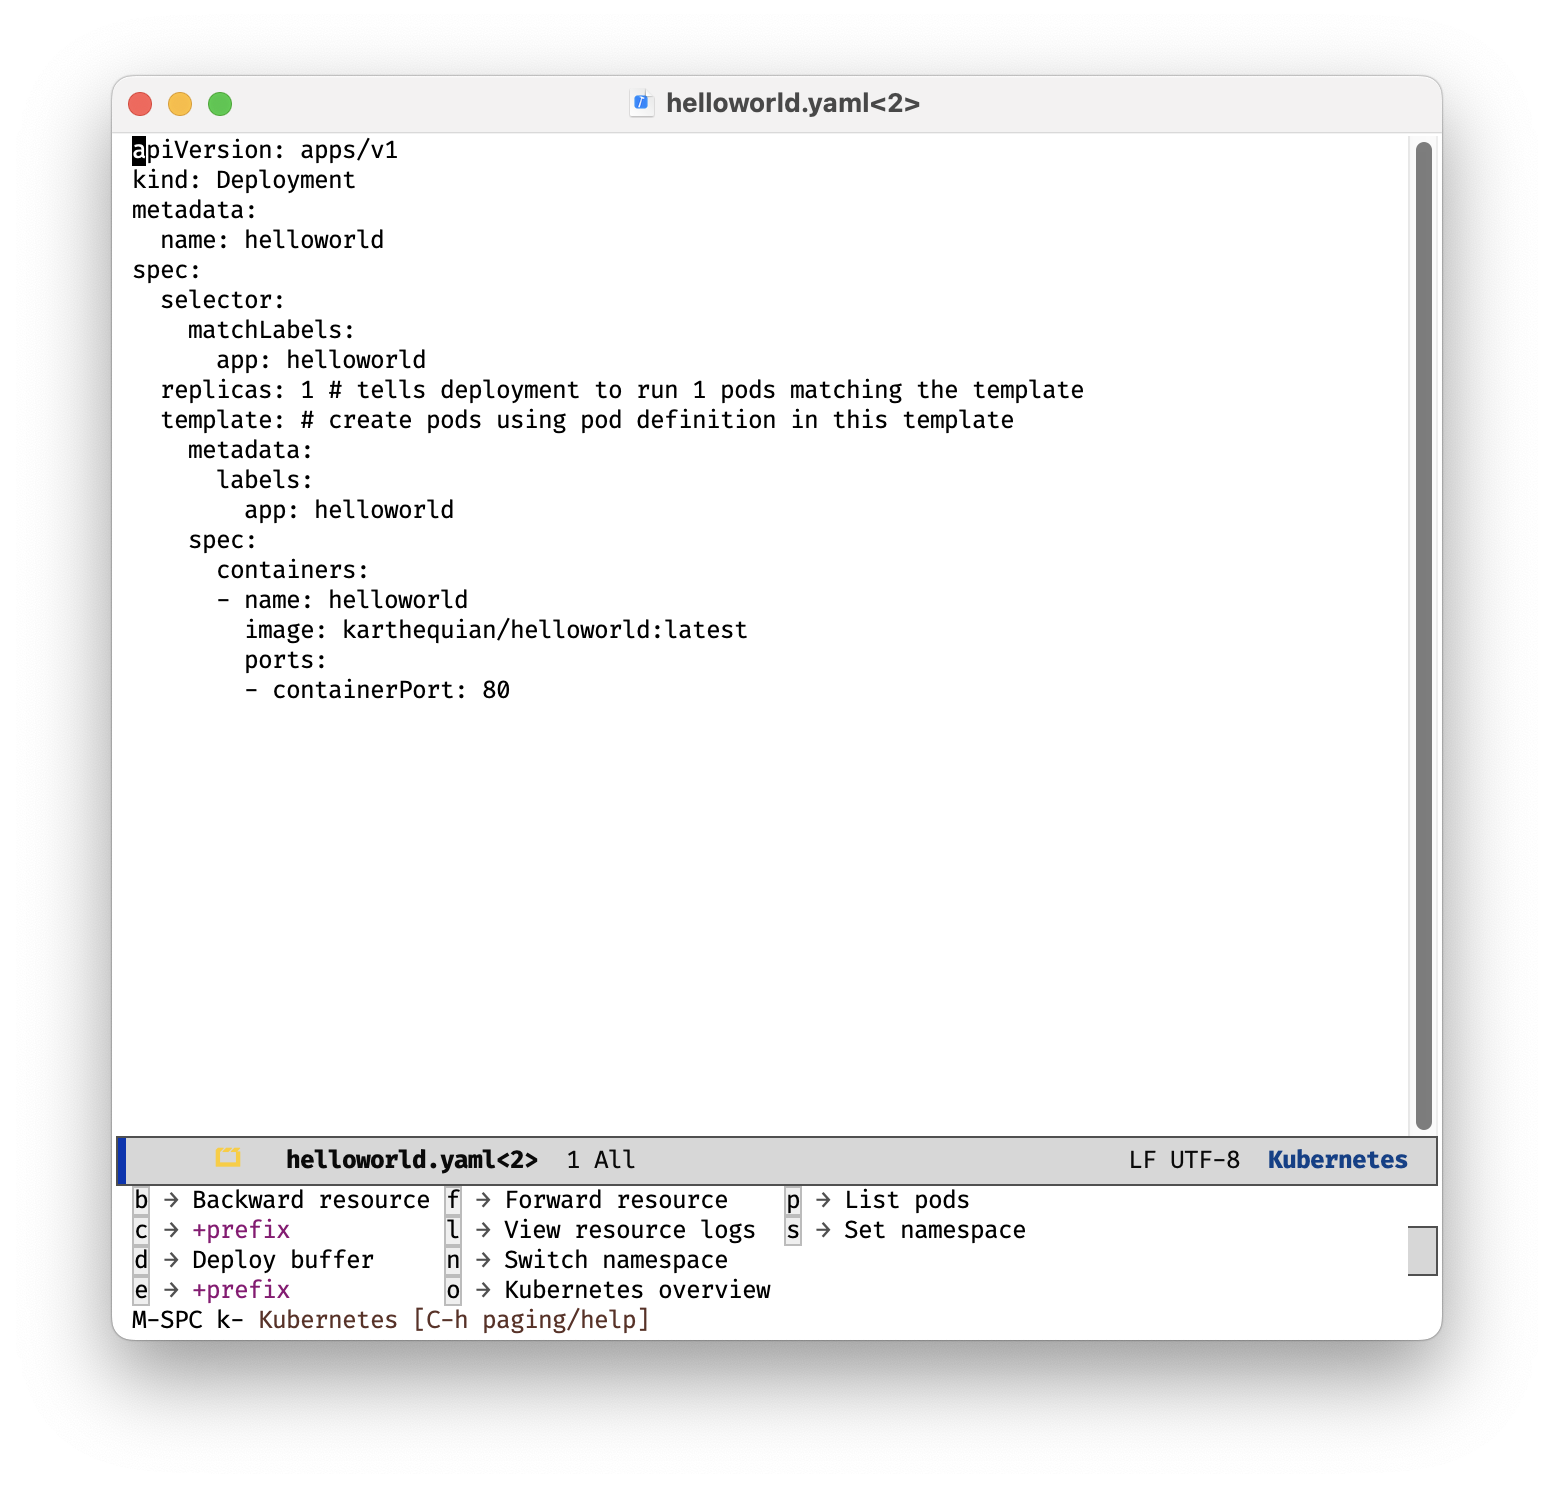 helloworld.yaml<2>
apiVersion: apps/v1
kind: Deployment
metadata:
  name: helloworld
spec:
  selector:
    matchLabels:
      app: helloworld
  replicas: 1 # tells deployment to run 1 pods matching the template
  template: # create pods using pod definition in this template
    metadata:
      labels:
        app: helloworld
    spec:
      containers:
      - name: helloworld
        image: karthequian/helloworld:latest
        ports:
        - containerPort: 80
helloworld.yaml<2> 1 All LF UTF-8 Kubernetes
b → Backward resource f → Forward resource p → List pods
c → +prefix l → View resource logs s → Set namespace
d → Deploy buffer n → Switch namespace
e → +prefix o → Kubernetes overview
M-SPC k- Kubernetes [C-h paging/help]